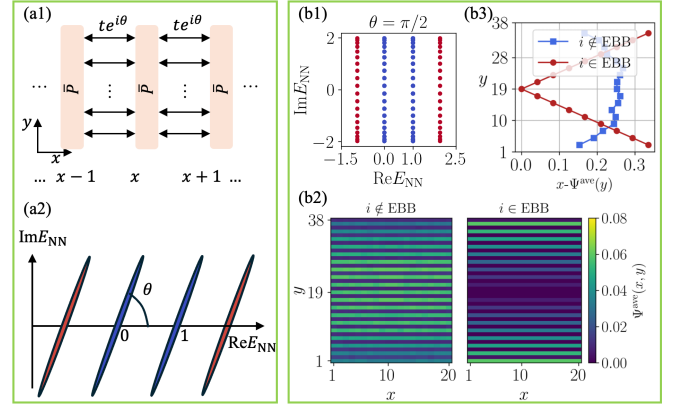 (a1)
te^{iθ} te^{iθ}
P̅ P̅ P̅
... ⋮ ⋮ ...
y
x
... x − 1 x x + 1 ...
(a2)
ImE_NN
θ
0 1 ReE_NN
(b1)
θ = π/2
ImE_NN
2
0
−2
−1.5 0.0 1.0 2.5
ReE_NN
(b3)
y
38
28
19
10
1
i ∉ EBB
i ∈ EBB
0.0 0.1 0.2 0.3
x-Ψ^ave(y)
(b2)
i ∉ EBB i ∈ EBB
y
38
19
1
1 10 20 1 10 20
x x
0.08
0.06
0.04
0.02
0.00
Ψ^ave(x, y)